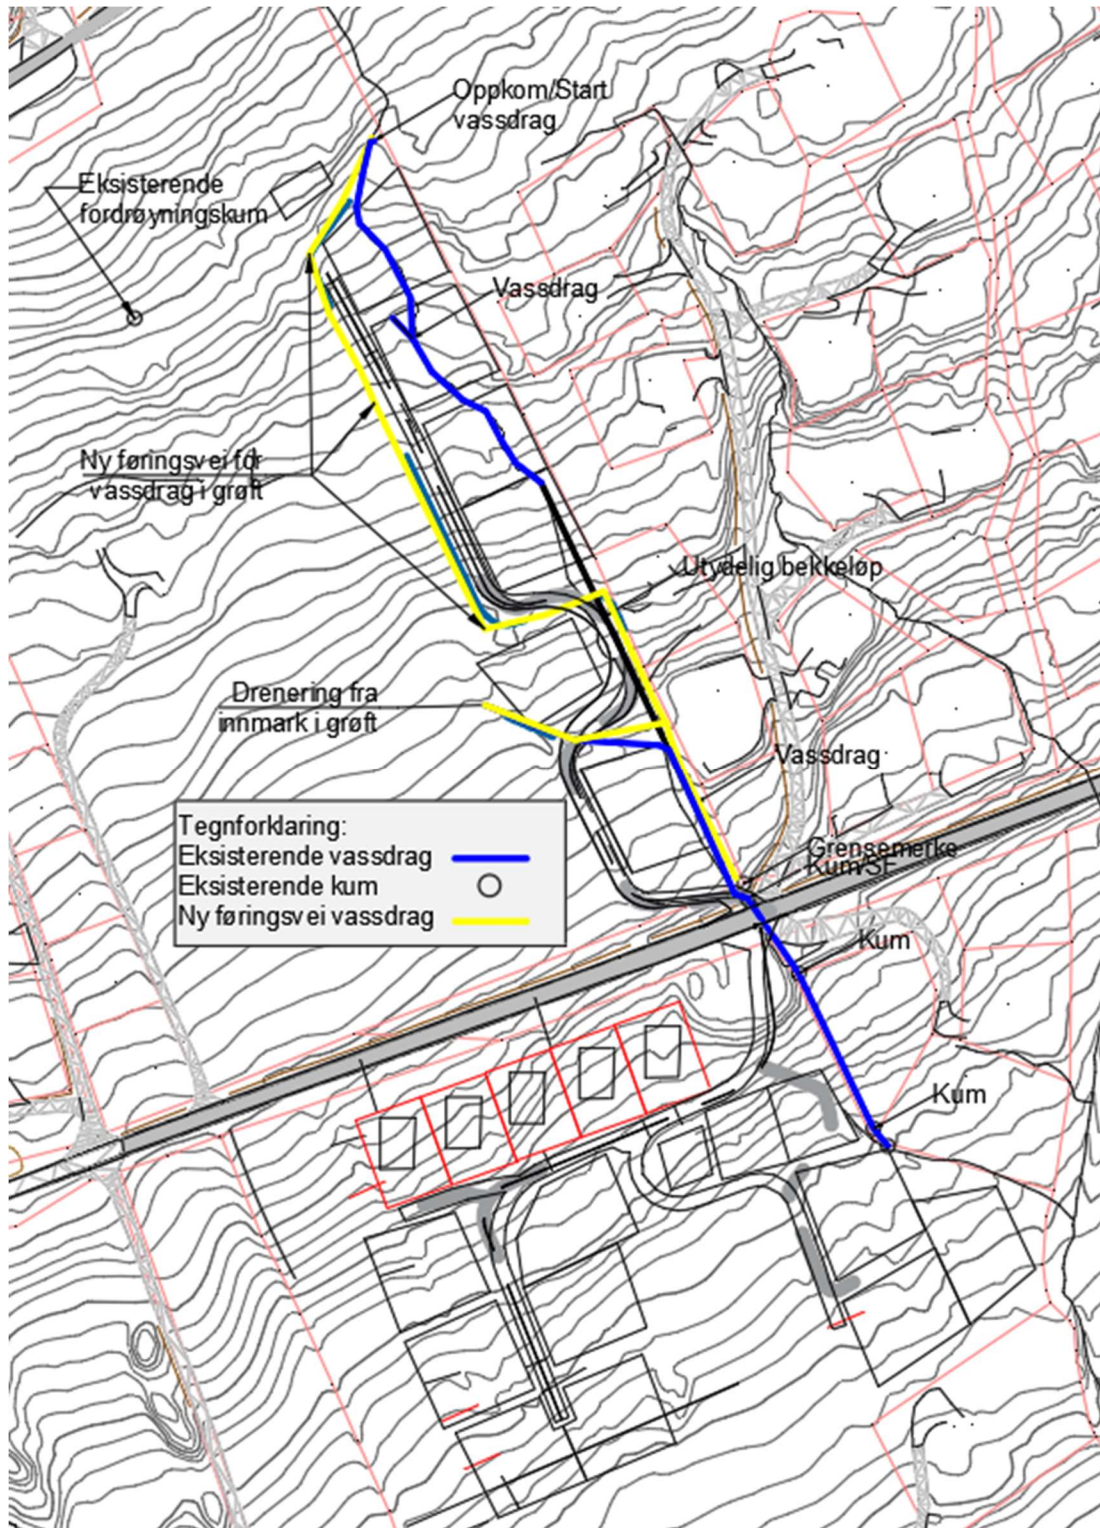 Oppkom/Start
vassdrag
Eksisterende
fordrøyningskum
Vassdrag
Ny føringsvei for
vassdrag i grøft
Utydelig bekkeløp
Drenering fra
innmark i grøft
Vassdrag
Tegnforklaring:
Eksisterende vassdrag
Eksisterende kum
Ny føringsvei vassdrag
Grensemerke
Kum/SF
Kum
Kum